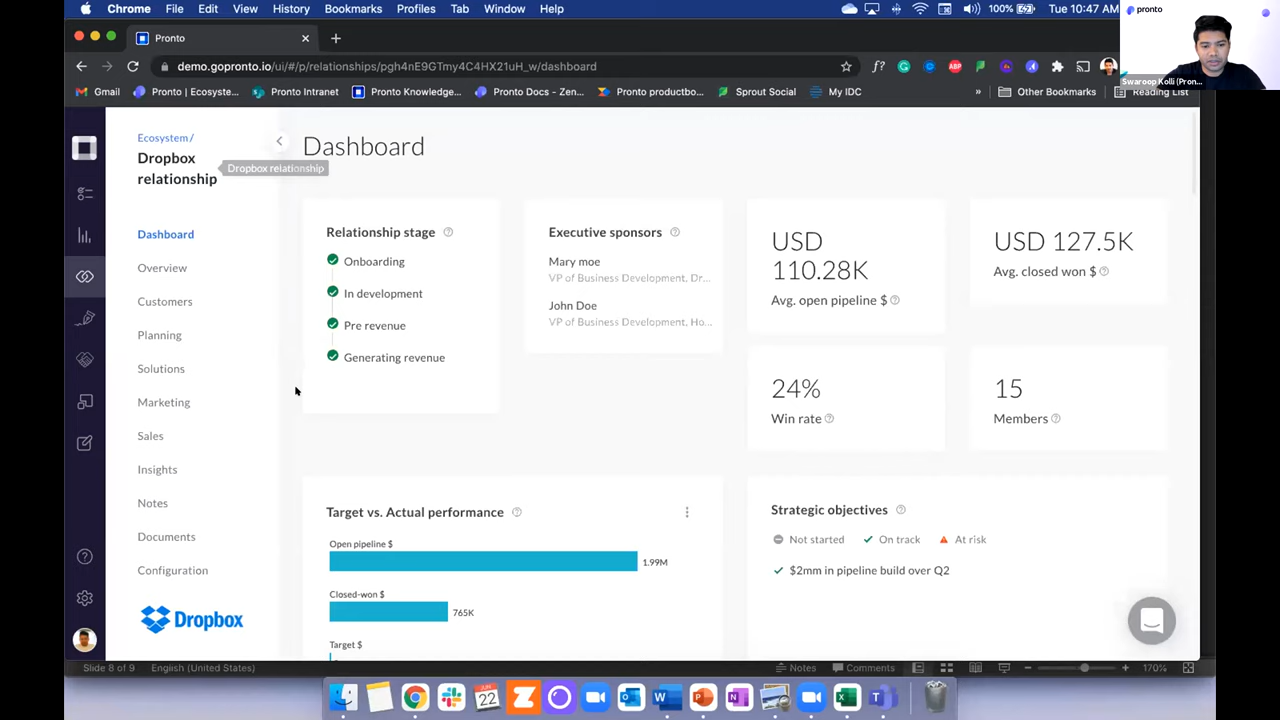 Chrome File Edit View History Bookmarks Profiles Tab Window Help 100% Tue 10:47 AM
pronto
Swaroop Kolli (Pron...
Pronto
demo.gopronto.io/ui/#/p/relationships/pgh4nE9GTmy4C4HX21uH_w/dashboard
Gmail Pronto | Ecosyste... Pronto Intranet Pronto Knowledge... Pronto Docs - Zen... Pronto productboa... Sprout Social My IDC » Other Bookmarks Reading List
Ecosystem /
Dropbox
relationship
Dropbox relationship
Dashboard
Overview
Customers
Planning
Solutions
Marketing
Sales
Insights
Notes
Documents
Configuration
Dropbox
Dashboard
Relationship stage
Onboarding
In development
Pre revenue
Generating revenue
Executive sponsors
Mary moe
VP of Business Development, Dr...
John Doe
VP of Business Development, Ho...
USD
110.28K
Avg. open pipeline $
USD 127.5K
Avg. closed won $
24%
Win rate
15
Members
Target vs. Actual performance
Open pipeline $
1.99M
Closed-won $
765K
Target $
Strategic objectives
Not started On track At risk
$2mm in pipeline build over Q2
Slide 8 of 9 English (United States) Notes Comments 170%
JUN
22